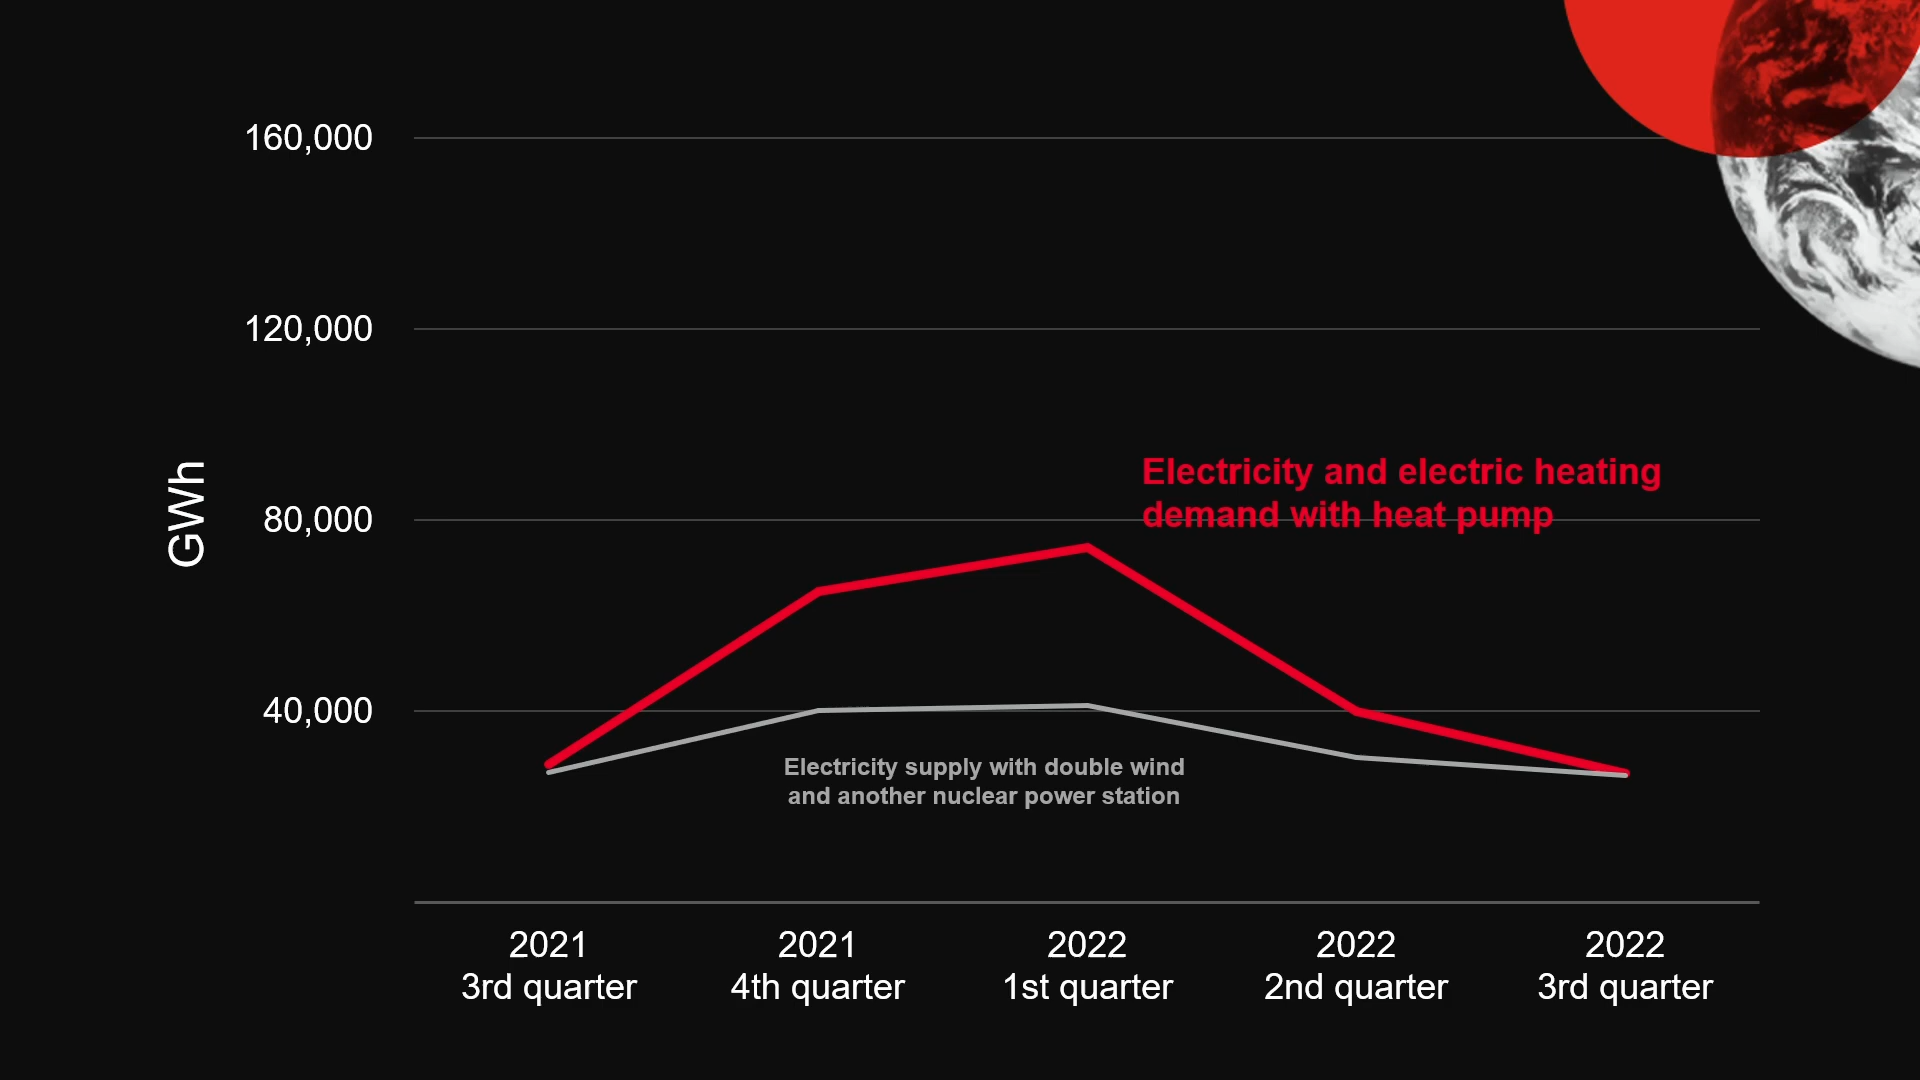 160,000
120,000
80,000
40,000
GWh
Electricity and electric heating
demand with heat pump
Electricity supply with double wind
and another nuclear power station
2021
3rd quarter
2021
4th quarter
2022
1st quarter
2022
2nd quarter
2022
3rd quarter